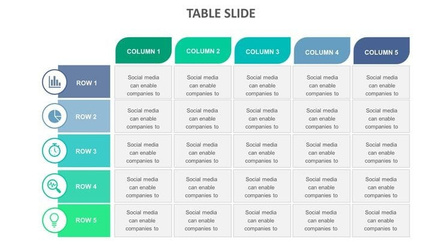 TABLE SLIDE
COLUMN 1 COLUMN 2 COLUMN 3 COLUMN 4 COLUMN 5
ROW 1
Social media Social media Social media Social media Social media
can enable can enable can enable can enable can enable
companies to companies to companies to companies to companies to
ROW 2
Social media Social media Social media Social media Social media
can enable can enable can enable can enable can enable
companies to companies to companies to companies to companies to
ROW 3
Social media Social media Social media Social media Social media
can enable can enable can enable can enable can enable
companies to companies to companies to companies to companies to
ROW 4
Social media Social media Social media Social media Social media
can enable can enable can enable can enable can enable
companies to companies to companies to companies to companies to
ROW 5
Social media Social media Social media Social media Social media
can enable can enable can enable can enable can enable
companies to companies to companies to companies to companies to